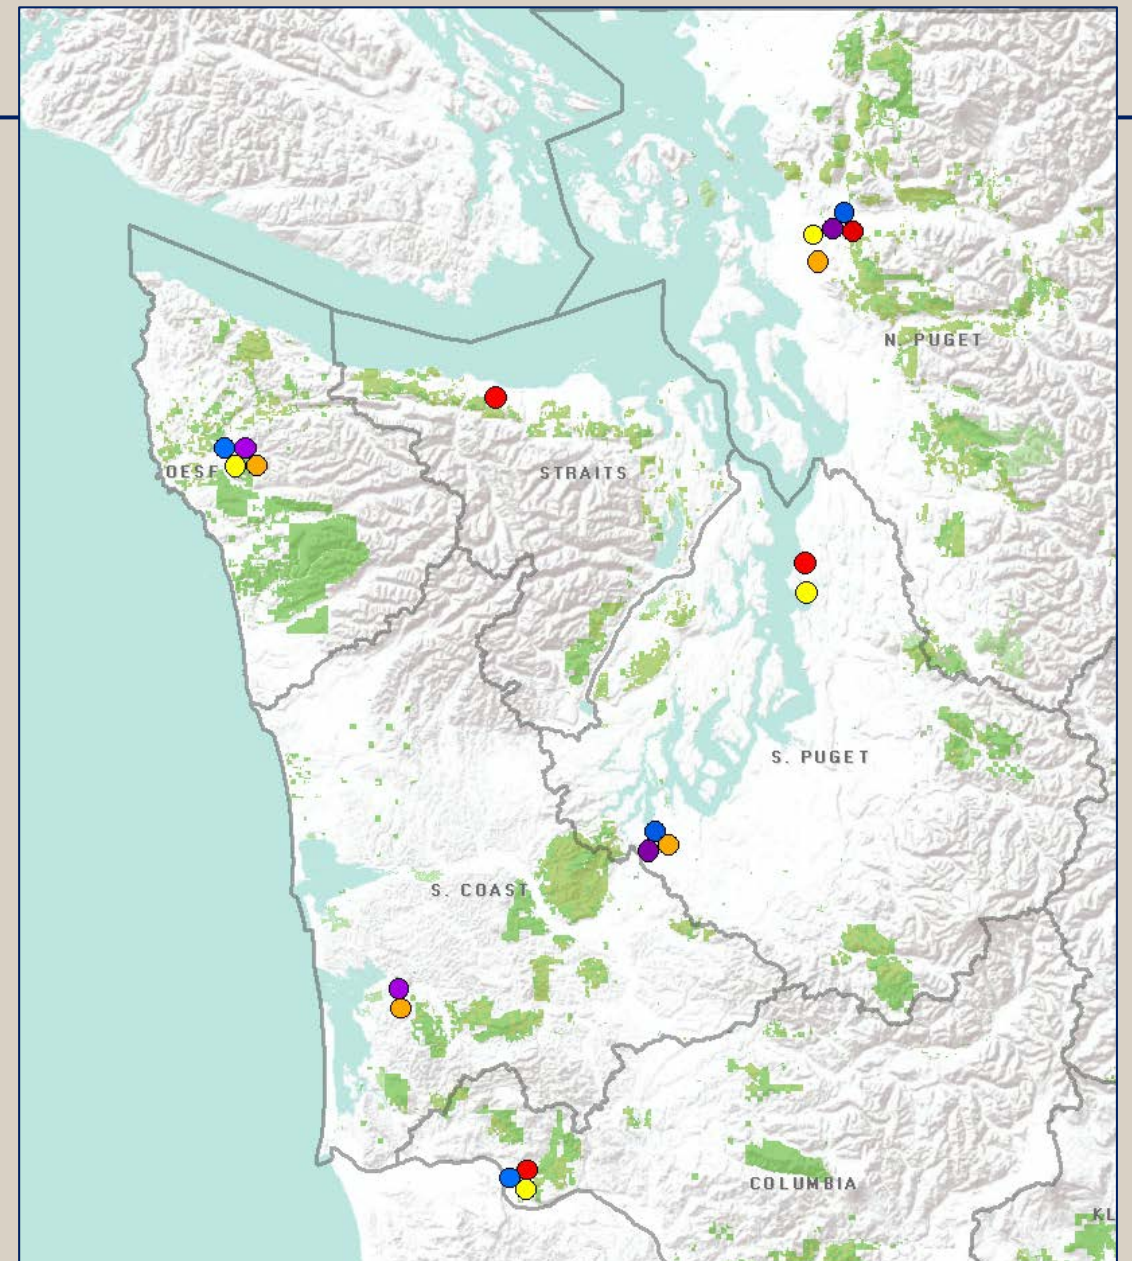 N. PUGET
OESF
STRAITS
S. PUGET
S. COAST
COLUMBIA
KL